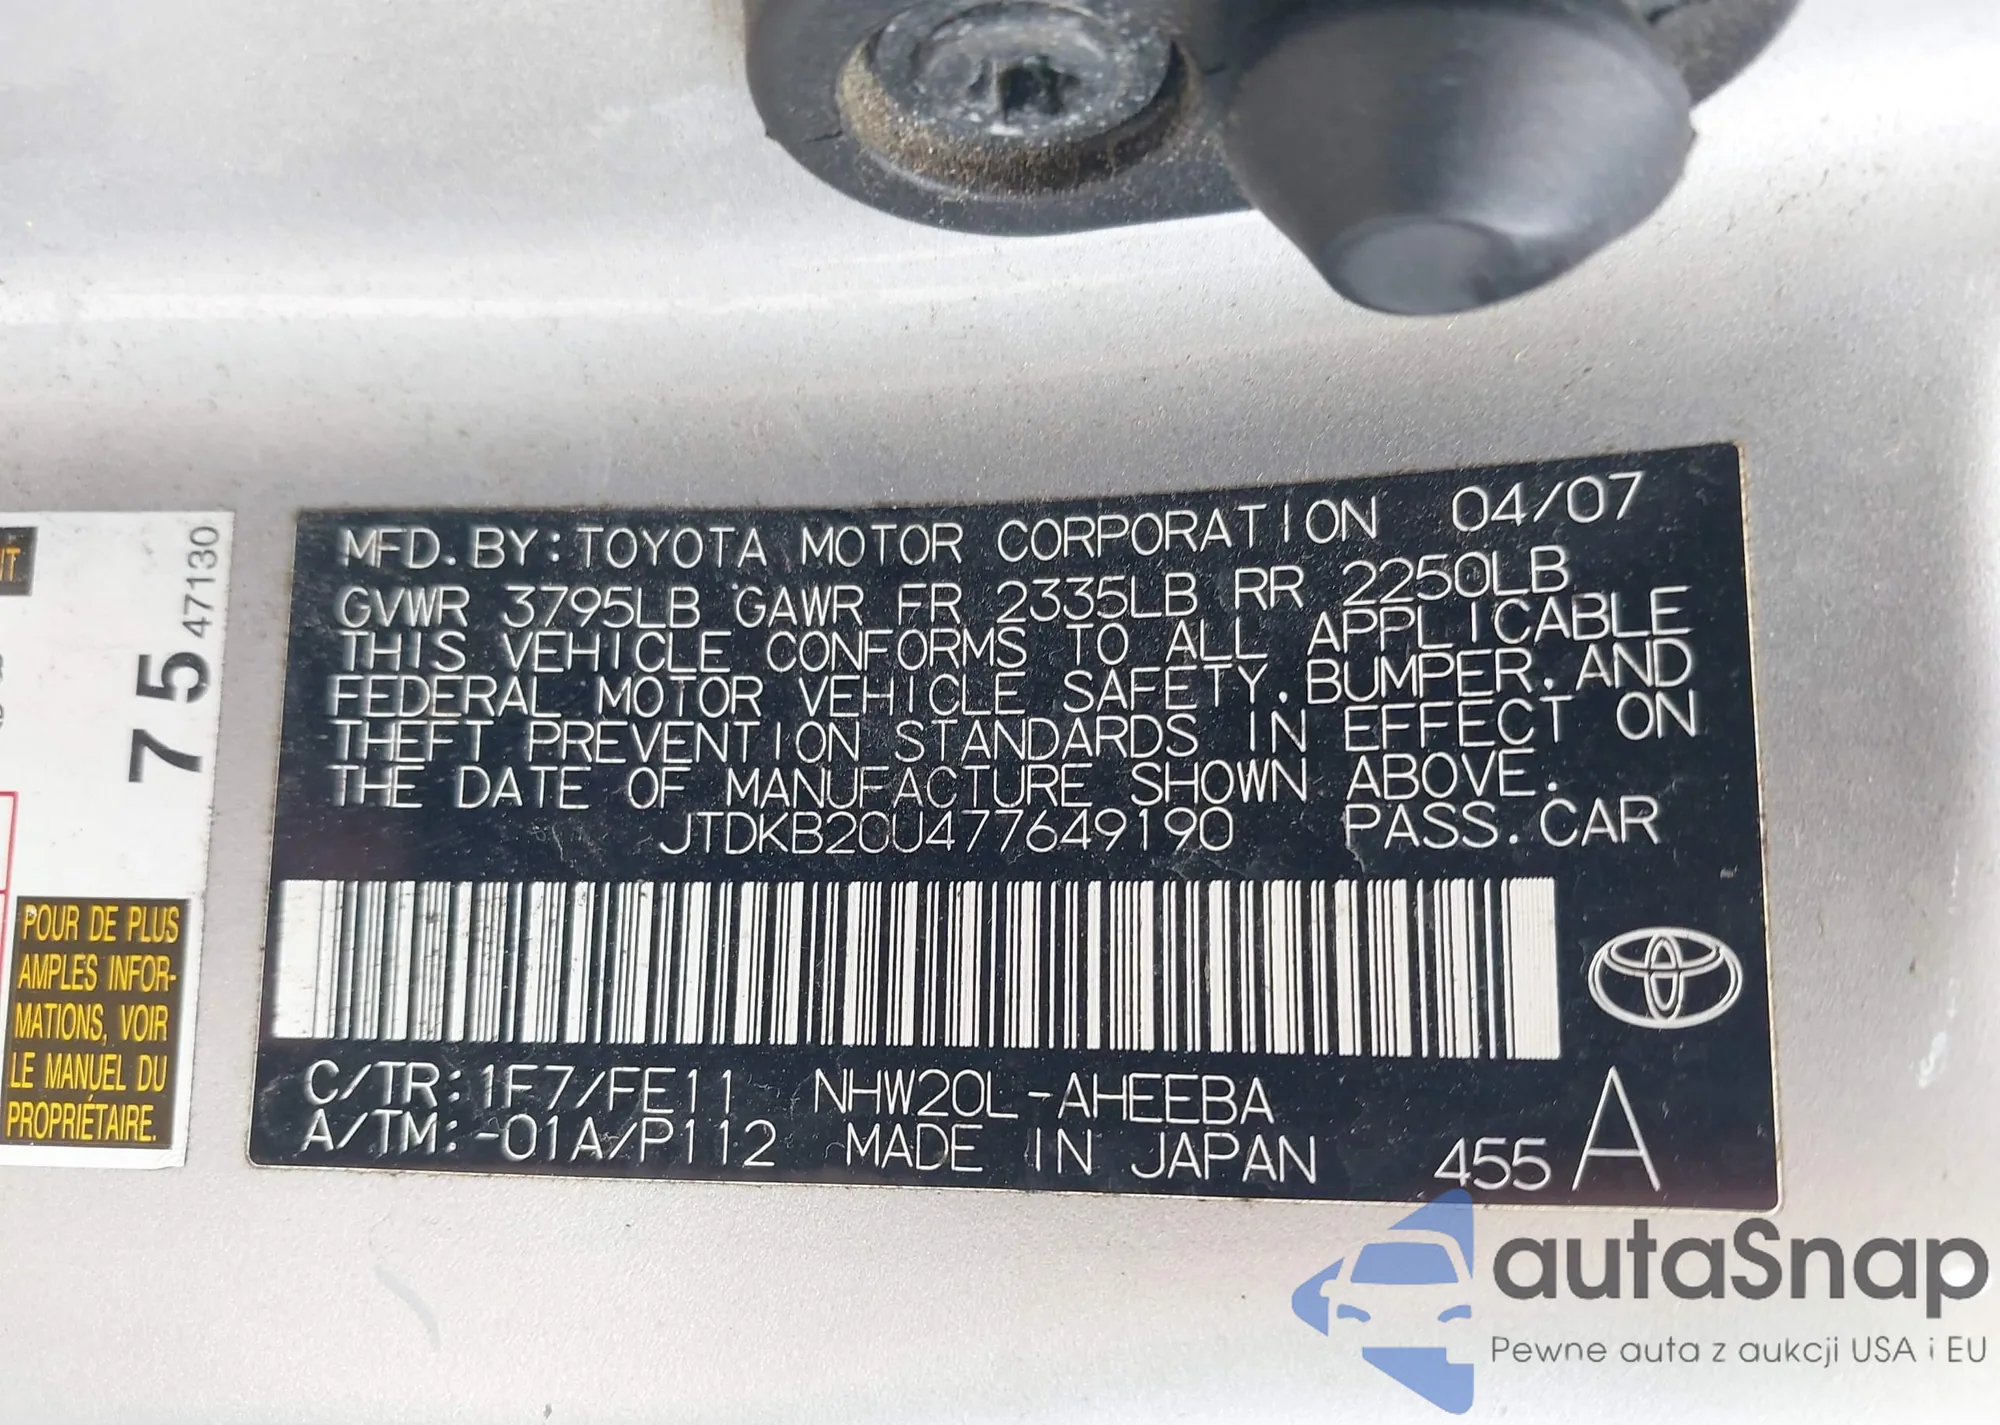 MFD. BY: TOYOTA MOTOR CORPORATION 04/07
GVWR 3795LB GAWR FR 2335LB RR 2250LB
THIS VEHICLE CONFORMS TO ALL APPLICABLE
FEDERAL MOTOR VEHICLE SAFETY, BUMPER, AND
THEFT PREVENTION STANDARDS IN EFFECT ON
THE DATE OF MANUFACTURE SHOWN ABOVE.
JTDKB20U477649190 PASS. CAR
C/TR: 1F7/FE11 NHW20L-AHEEBA
A/TM: -01A/P112 MADE IN JAPAN 455 A
75 47130
POUR DE PLUS
AMPLES INFOR-
MATIONS, VOIR
LE MANUEL DU
PROPRIÉTAIRE.
autaSnap
Pewne auta z aukcji USA i EU